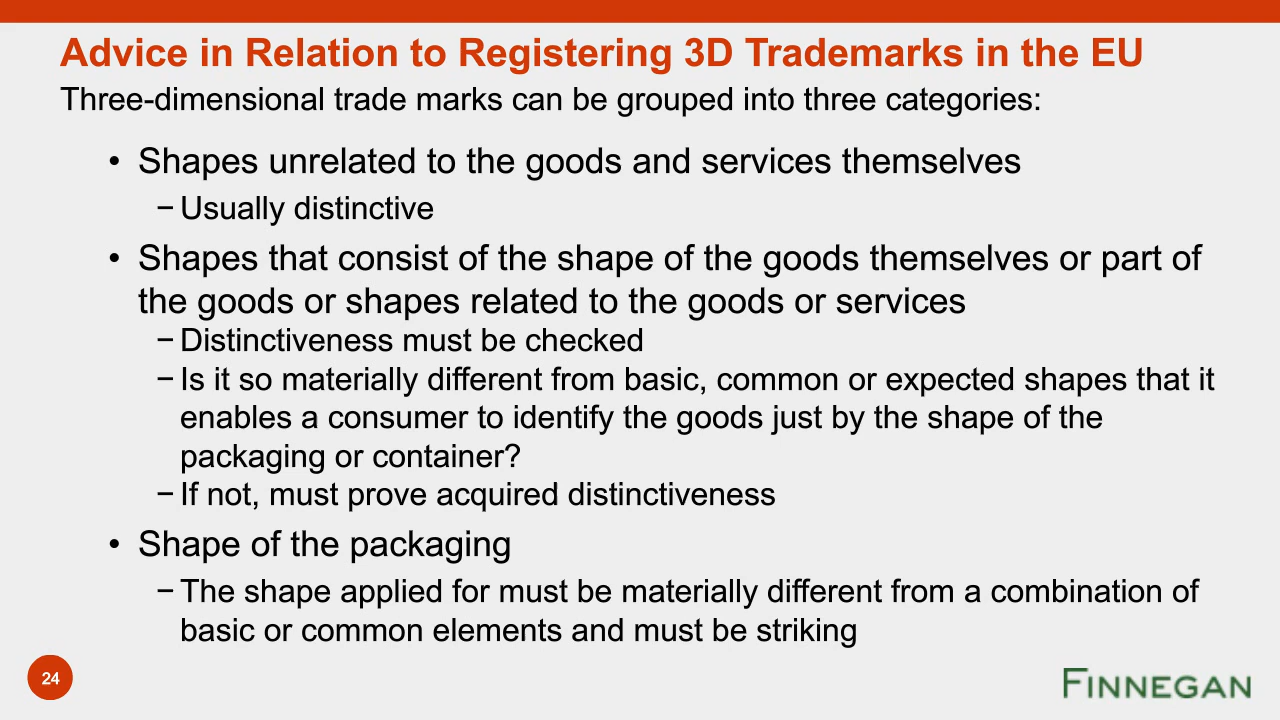 Advice in Relation to Registering 3D Trademarks in the EU
Three-dimensional trade marks can be grouped into three categories:
• Shapes unrelated to the goods and services themselves
− Usually distinctive
• Shapes that consist of the shape of the goods themselves or part of
the goods or shapes related to the goods or services
− Distinctiveness must be checked
− Is it so materially different from basic, common or expected shapes that it
enables a consumer to identify the goods just by the shape of the
packaging or container?
− If not, must prove acquired distinctiveness
• Shape of the packaging
− The shape applied for must be materially different from a combination of
basic or common elements and must be striking
24
FINNEGAN